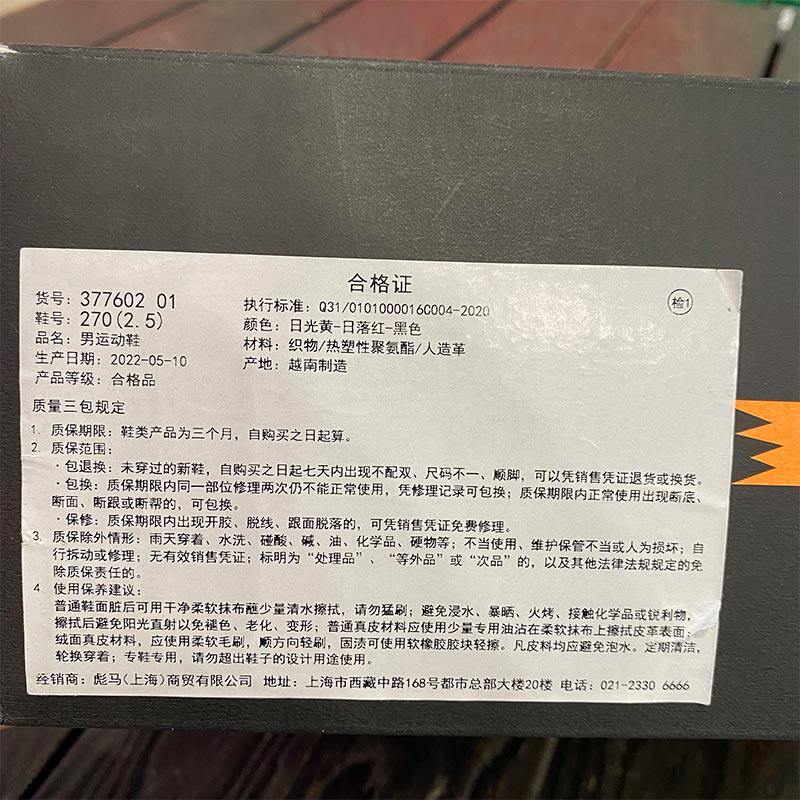 合格证
检1
货号：377602 01
鞋号：270(2.5)
品名：男运动鞋
生产日期：2022-05-10
产品等级：合格品
执行标准：Q31/0101000016C004-2020
颜色：日光黄-日落红-黑色
材料：织物/热塑性聚氨酯/人造革
产地：越南制造
质量三包规定
1. 质保期限：鞋类产品为三个月，自购买之日起算。
2. 质保范围：
·包退换：未穿过的新鞋，自购买之日起七天内出现不配双、尺码不一、顺脚，可以凭销售凭证退货或换货。
·包换：质保期限内同一部位修理两次仍不能正常使用，凭修理记录可包换；质保期限内正常使用出现断底、
断面、断跟或断帮的，可包换。
·保修：质保期限内出现开胶、脱线、跟面脱落的，可凭销售凭证免费修理。
3. 质保除外情形：雨天穿着、水洗、碰酸、碱、油、化学品、硬物等；不当使用、维护保管不当或人为损坏；自
行拆动或修理；无有效销售凭证；标明为“处理品”、“等外品”或“次品”的，以及其他法律法规规定的免
除质保责任的。
4 使用保养建议：
普通鞋面脏后可用干净柔软抹布蘸少量清水擦拭，请勿猛刷；避免浸水、暴晒、火烤、接触化学品或锐利物，
擦拭后避免阳光直射以免褪色、老化、变形；普通真皮材料应使用少量专用油沾在柔软抹布上擦拭皮革表面；
绒面真皮材料，应使用柔软毛刷，顺方向轻刷，固渍可使用软橡胶胶块轻擦。凡皮料均应避免泡水。定期清洁，
轮换穿着；专鞋专用，请勿超出鞋子的设计用途使用。
经销商：彪马(上海)商贸有限公司 地址：上海市西藏中路168号都市总部大楼20楼 电话：021-2330 6666